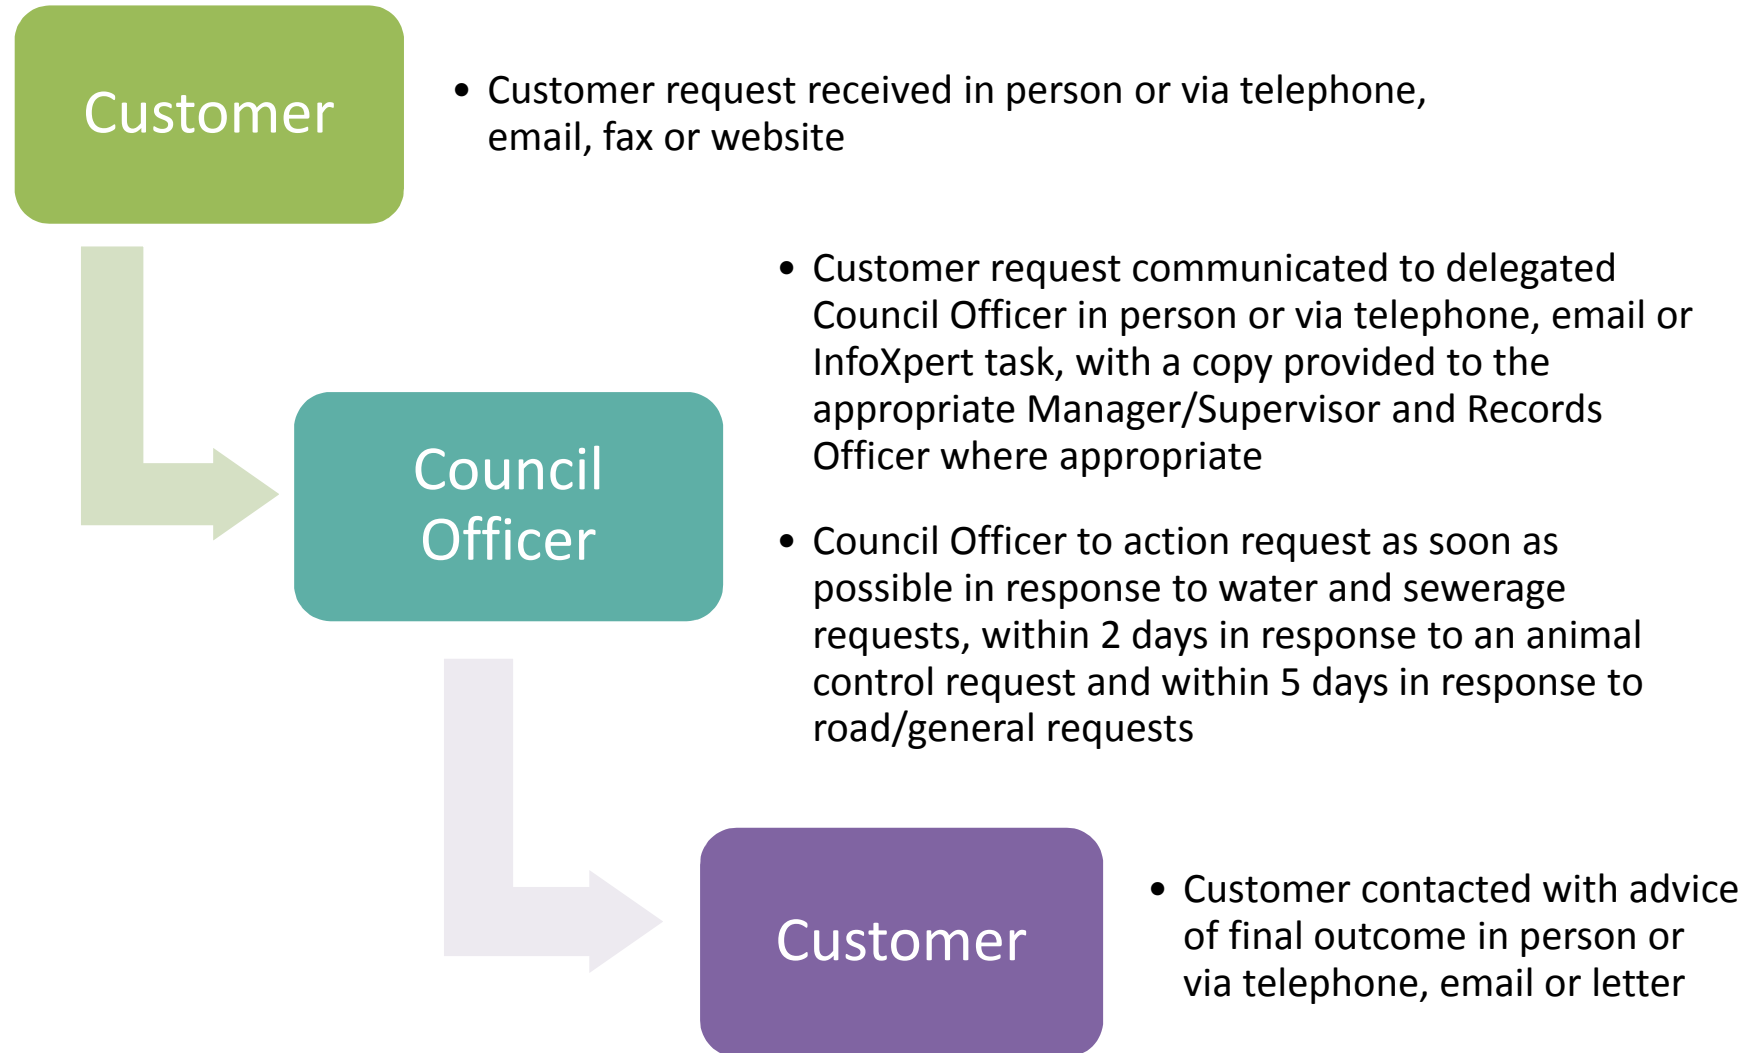 Customer
• Customer request received in person or via telephone,
email, fax or website
Council
Officer
• Customer request communicated to delegated
Council Officer in person or via telephone, email or
InfoXpert task, with a copy provided to the
appropriate Manager/Supervisor and Records
Officer where appropriate
• Council Officer to action request as soon as
possible in response to water and sewerage
requests, within 2 days in response to an animal
control request and within 5 days in response to
road/general requests
Customer
• Customer contacted with advice
of final outcome in person or
via telephone, email or letter